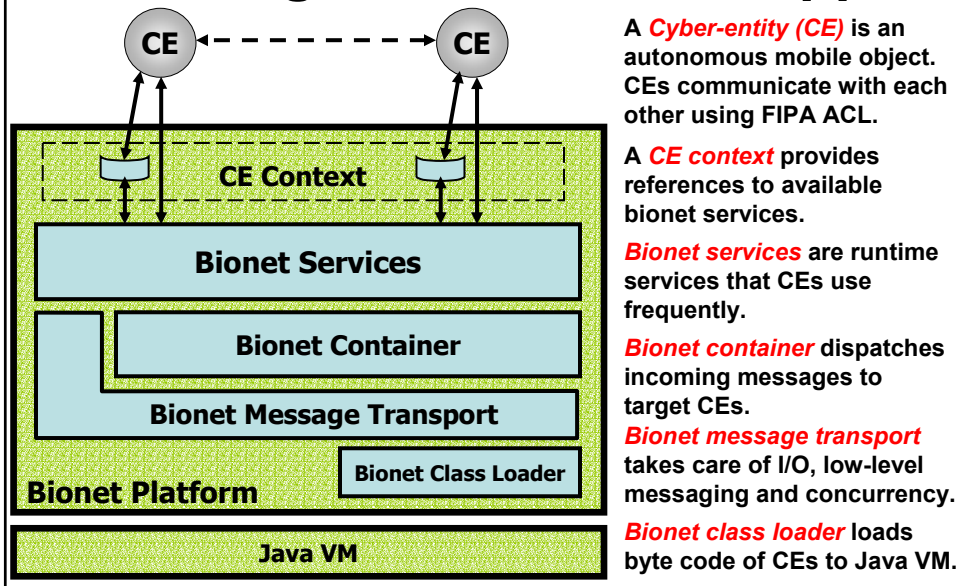 CE
CE
CE Context
Bionet Services
Bionet Container
Bionet Message Transport
Bionet Class Loader
Bionet Platform
Java VM
A Cyber-entity (CE) is an
autonomous mobile object.
CEs communicate with each
other using FIPA ACL.
A CE context provides
references to available
bionet services.
Bionet services are runtime
services that CEs use
frequently.
Bionet container dispatches
incoming messages to
target CEs.
Bionet message transport
takes care of I/O, low-level
messaging and concurrency.
Bionet class loader loads
byte code of CEs to Java VM.